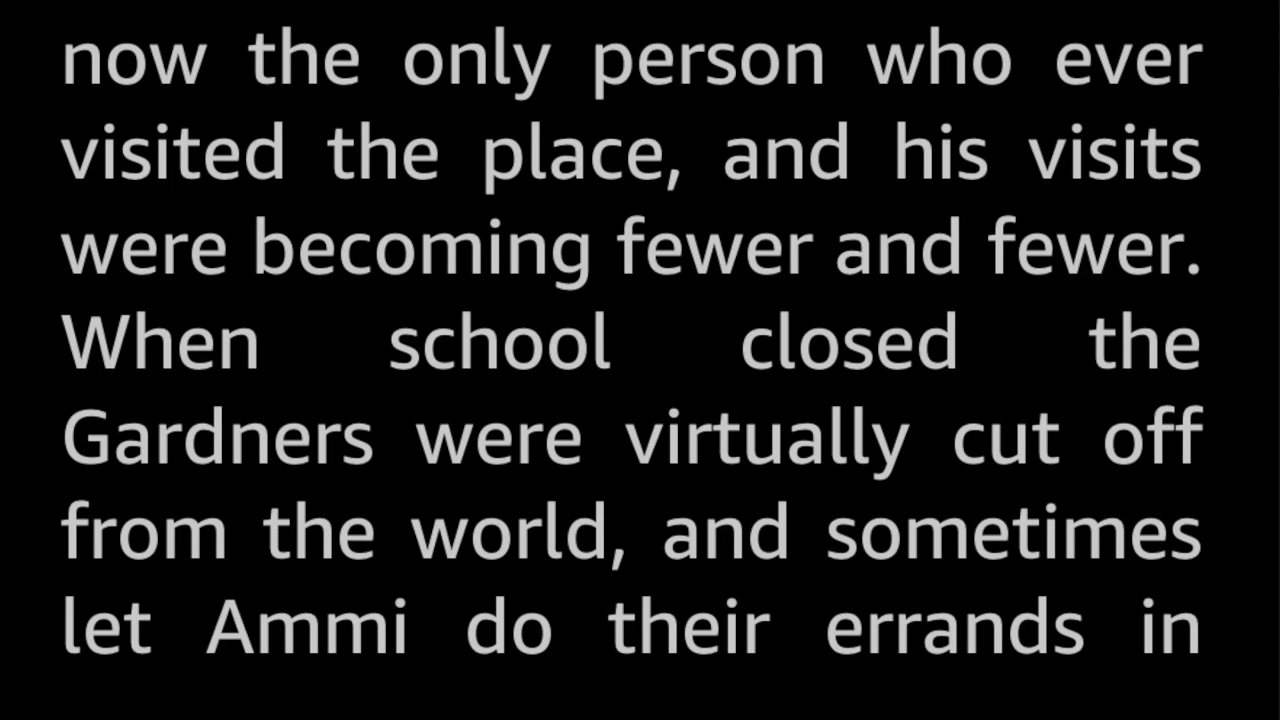 now the only person who ever
visited the place, and his visits
were becoming fewer and fewer.
When school closed the
Gardners were virtually cut off
from the world, and sometimes
let Ammi do their errands in